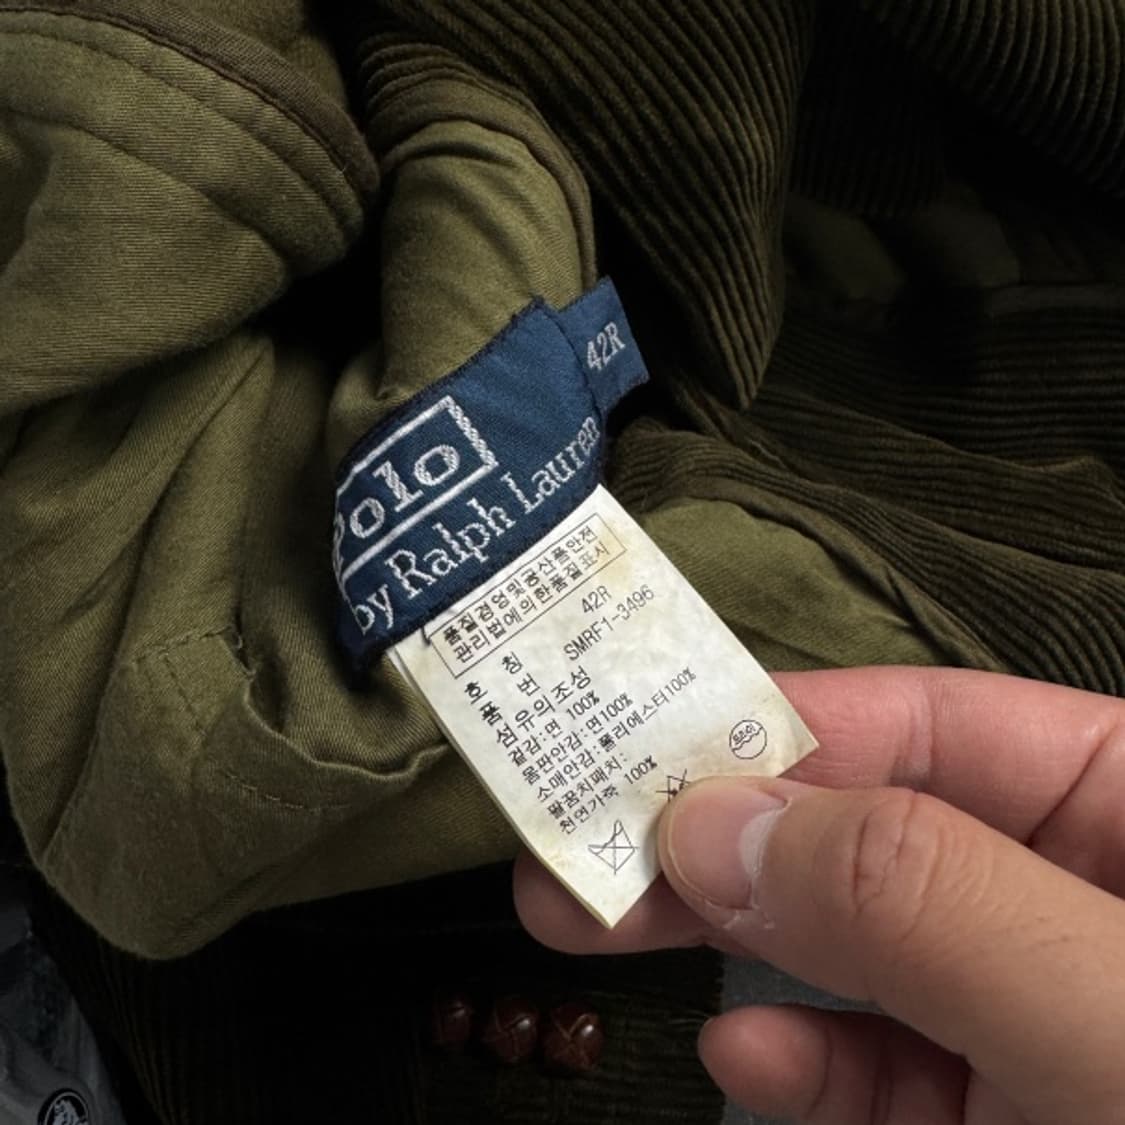 42R
Polo
by Ralph Lauren
품질경영및공산품안전
관리법에의한품질표시
호 칭 42R
품 번 SMRF1-3496
섬유의조성
겉감:면 100%
몸판안감:면100%
소매안감:폴리에스터100%
팔꿈치패치:
천연가죽 100%
드라이